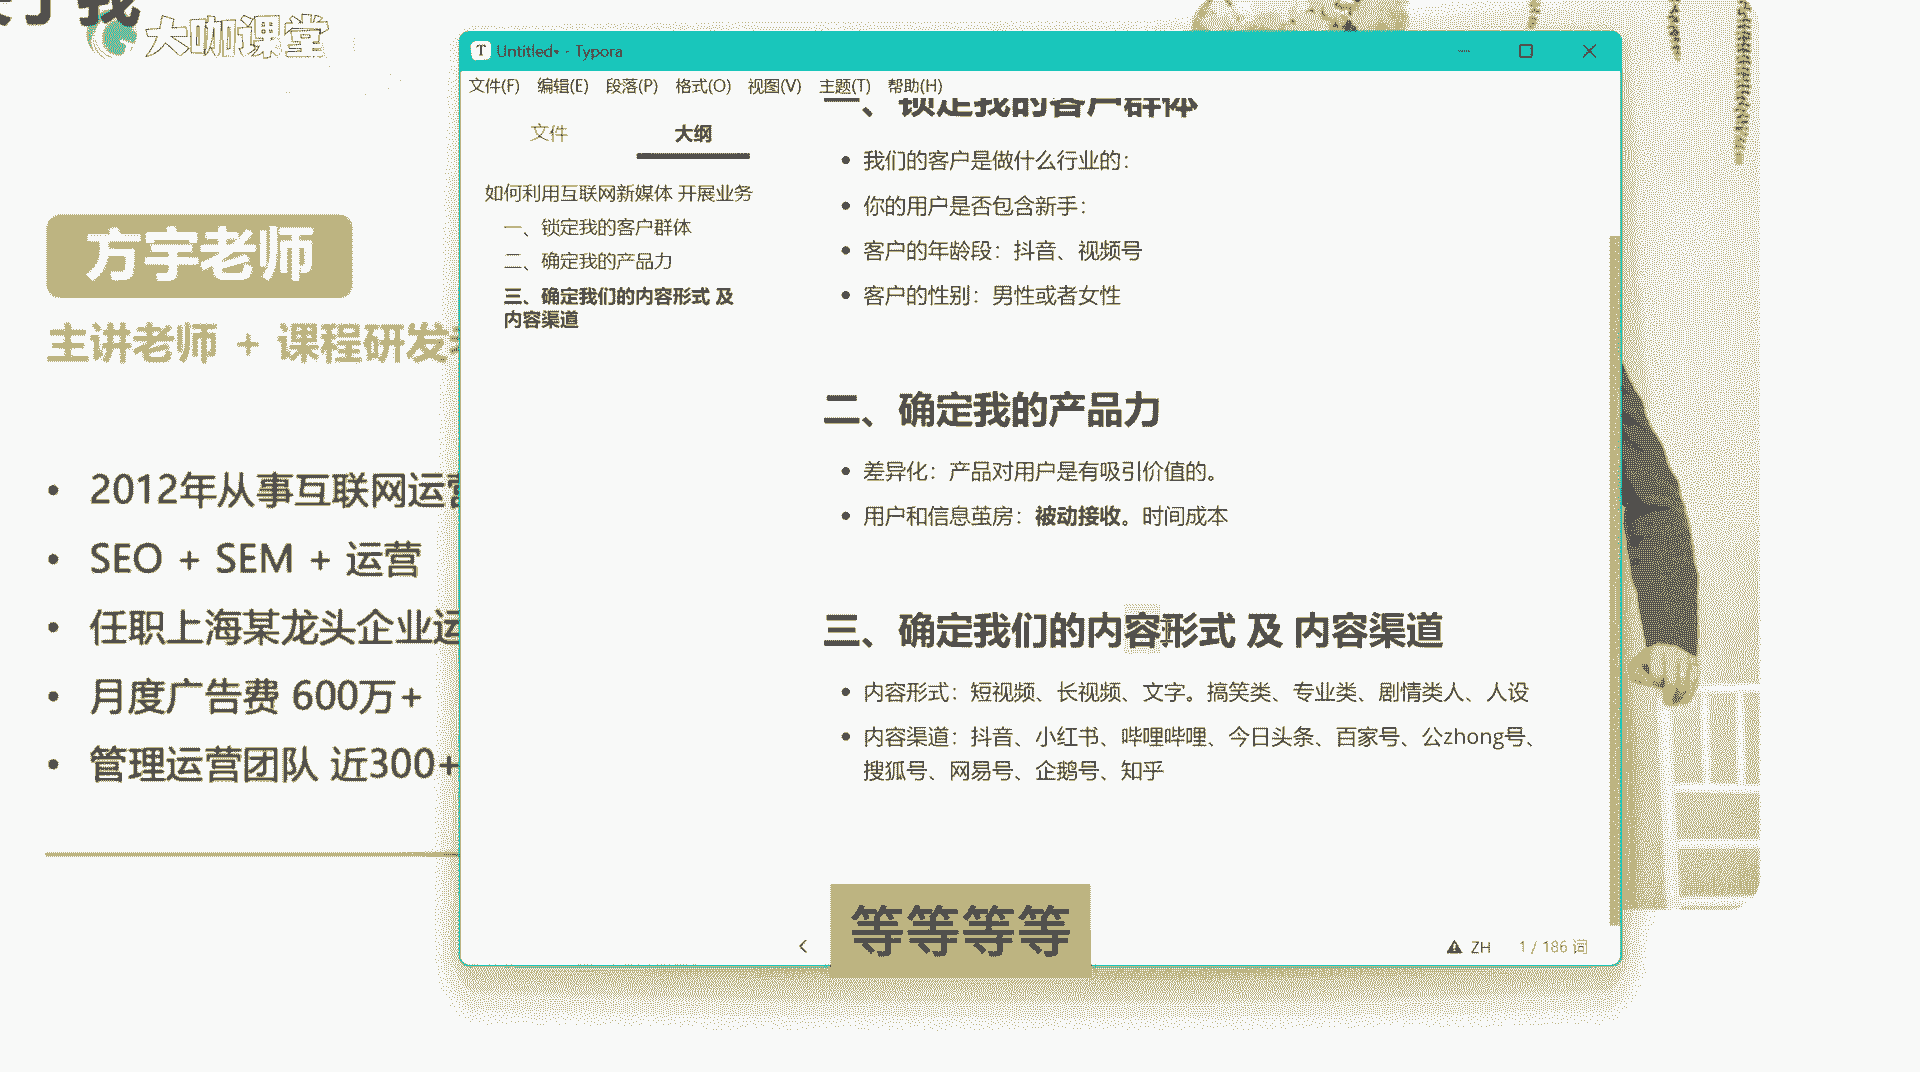 大咖课堂
方宇老师
主讲老师 + 课程研发
2012年从事互联网运营
SEO + SEM + 运营
任职上海某龙头企业运
月度广告费 600万+
管理运营团队 近300+
Untitled• - Typora
文件(F) 编辑(E) 段落(P) 格式(O) 视图(V) 主题(T) 帮助(H)
文件 大纲
如何利用互联网新媒体 开展业务
一、锁定我的客户群体
二、确定我的产品力
三、确定我们的内容形式 及
内容渠道
一、锁定我的客户群体
我们的客户是做什么行业的：
你的用户是否包含新手：
客户的年龄段：抖音、视频号
客户的性别：男性或者女性
二、确定我的产品力
差异化：产品对用户是有吸引价值的。
用户和信息茧房：被动接收。时间成本
三、确定我们的内容形式 及 内容渠道
内容形式：短视频、长视频、文字。搞笑类、专业类、剧情类人、人设
内容渠道：抖音、小红书、哔哩哔哩、今日头条、百家号、公zhong号、
搜狐号、网易号、企鹅号、知乎
等等等等
ZH 1 / 186 词